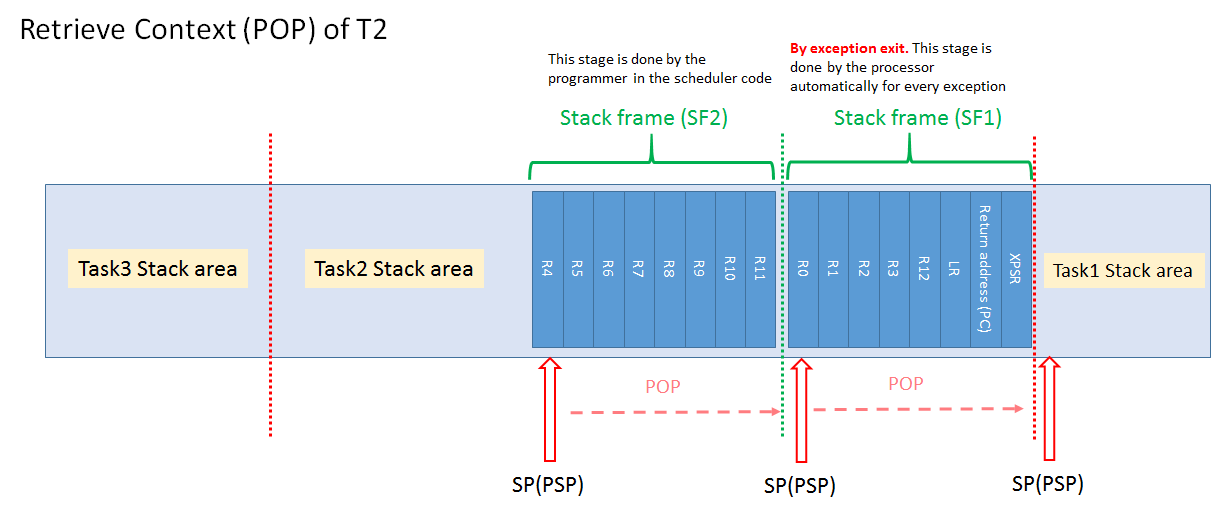 Retrieve Context (POP) of T2
This stage is done by the
programmer in the scheduler code
By exception exit. This stage is
done by the processor
automatically for every exception
Stack frame (SF2)
Stack frame (SF1)
Task3 Stack area
Task2 Stack area
R4
R5
R6
R7
R8
R9
R10
R11
R0
R1
R2
R3
R12
LR
Return address (PC)
XPSR
Task1 Stack area
POP
POP
SP(PSP)
SP(PSP)
SP(PSP)